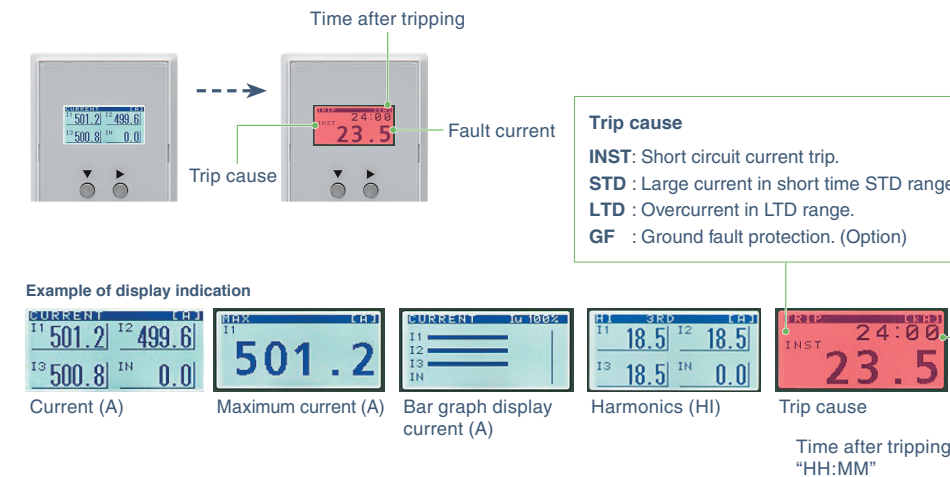 Time after tripping
CURRENT [A]
I1 501.2 I2 499.6
I3 500.8 IN 0.0
TRIP [kA]
24:00
INST
23.5
Fault current
Trip cause
▼ ▶
▼ ▶
Trip cause
INST: Short circuit current trip.
STD : Large current in short time STD range
LTD : Overcurrent in LTD range.
GF : Ground fault protection. (Option)
Example of display indication
CURRENT [A]
I1 501.2 I2 499.6
I3 500.8 IN 0.0
Current (A)
MAX [A]
I1
501.2
Maximum current (A)
CURRENT Iu 100%
I1
I2
I3
IN
Bar graph display
current (A)
HI 3RD [A]
I1 18.5 I2 18.5
I3 18.5 IN 0.0
Harmonics (HI)
TRIP [kA]
24:00
INST
23.5
Trip cause
Time after tripping
“HH:MM”